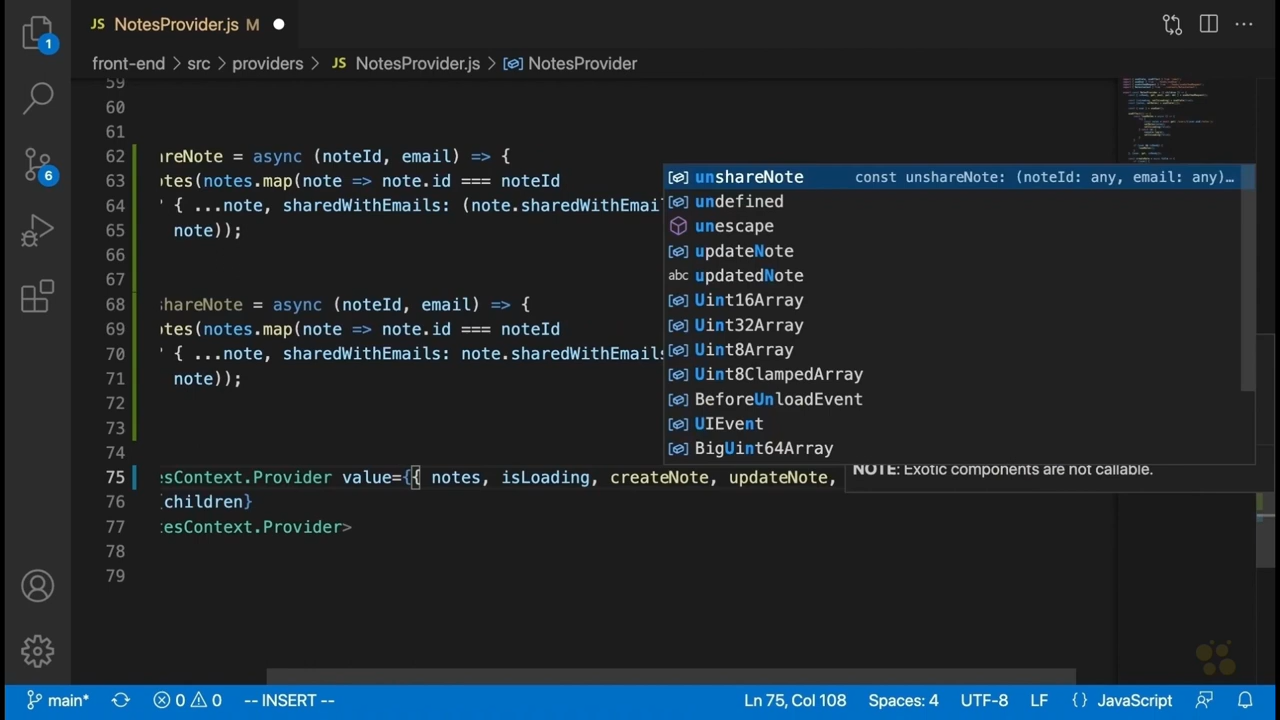 JS NotesProvider.js M
front-end > src > providers > JS NotesProvider.js > NotesProvider
59
60
61
62 areNote = async (noteId, email) => {
63 otes(notes.map(note => note.id === noteId
64 ' { ...note, sharedWithEmails: (note.sharedWithEmai
65 note));
66
67
68 shareNote = async (noteId, email) => {
69 otes(notes.map(note => note.id === noteId
70 ' { ...note, sharedWithEmails: note.sharedWithEmails
71 note));
72
73
74
75 esContext.Provider value={{ notes, isLoading, createNote, updateNote,
76 {children}
77 tesContext.Provider>
78
79
unshareNote const unshareNote: (noteId: any, email: any)…
undefined
unescape
updateNote
abc updatedNote
Uint16Array
Uint32Array
Uint8Array
Uint8ClampedArray
BeforeUnloadEvent
UIEvent
BigUint64Array
NOTE: Exotic components are not callable.
1
6
main* 0 0 -- INSERT -- Ln 75, Col 108 Spaces: 4 UTF-8 LF {} JavaScript